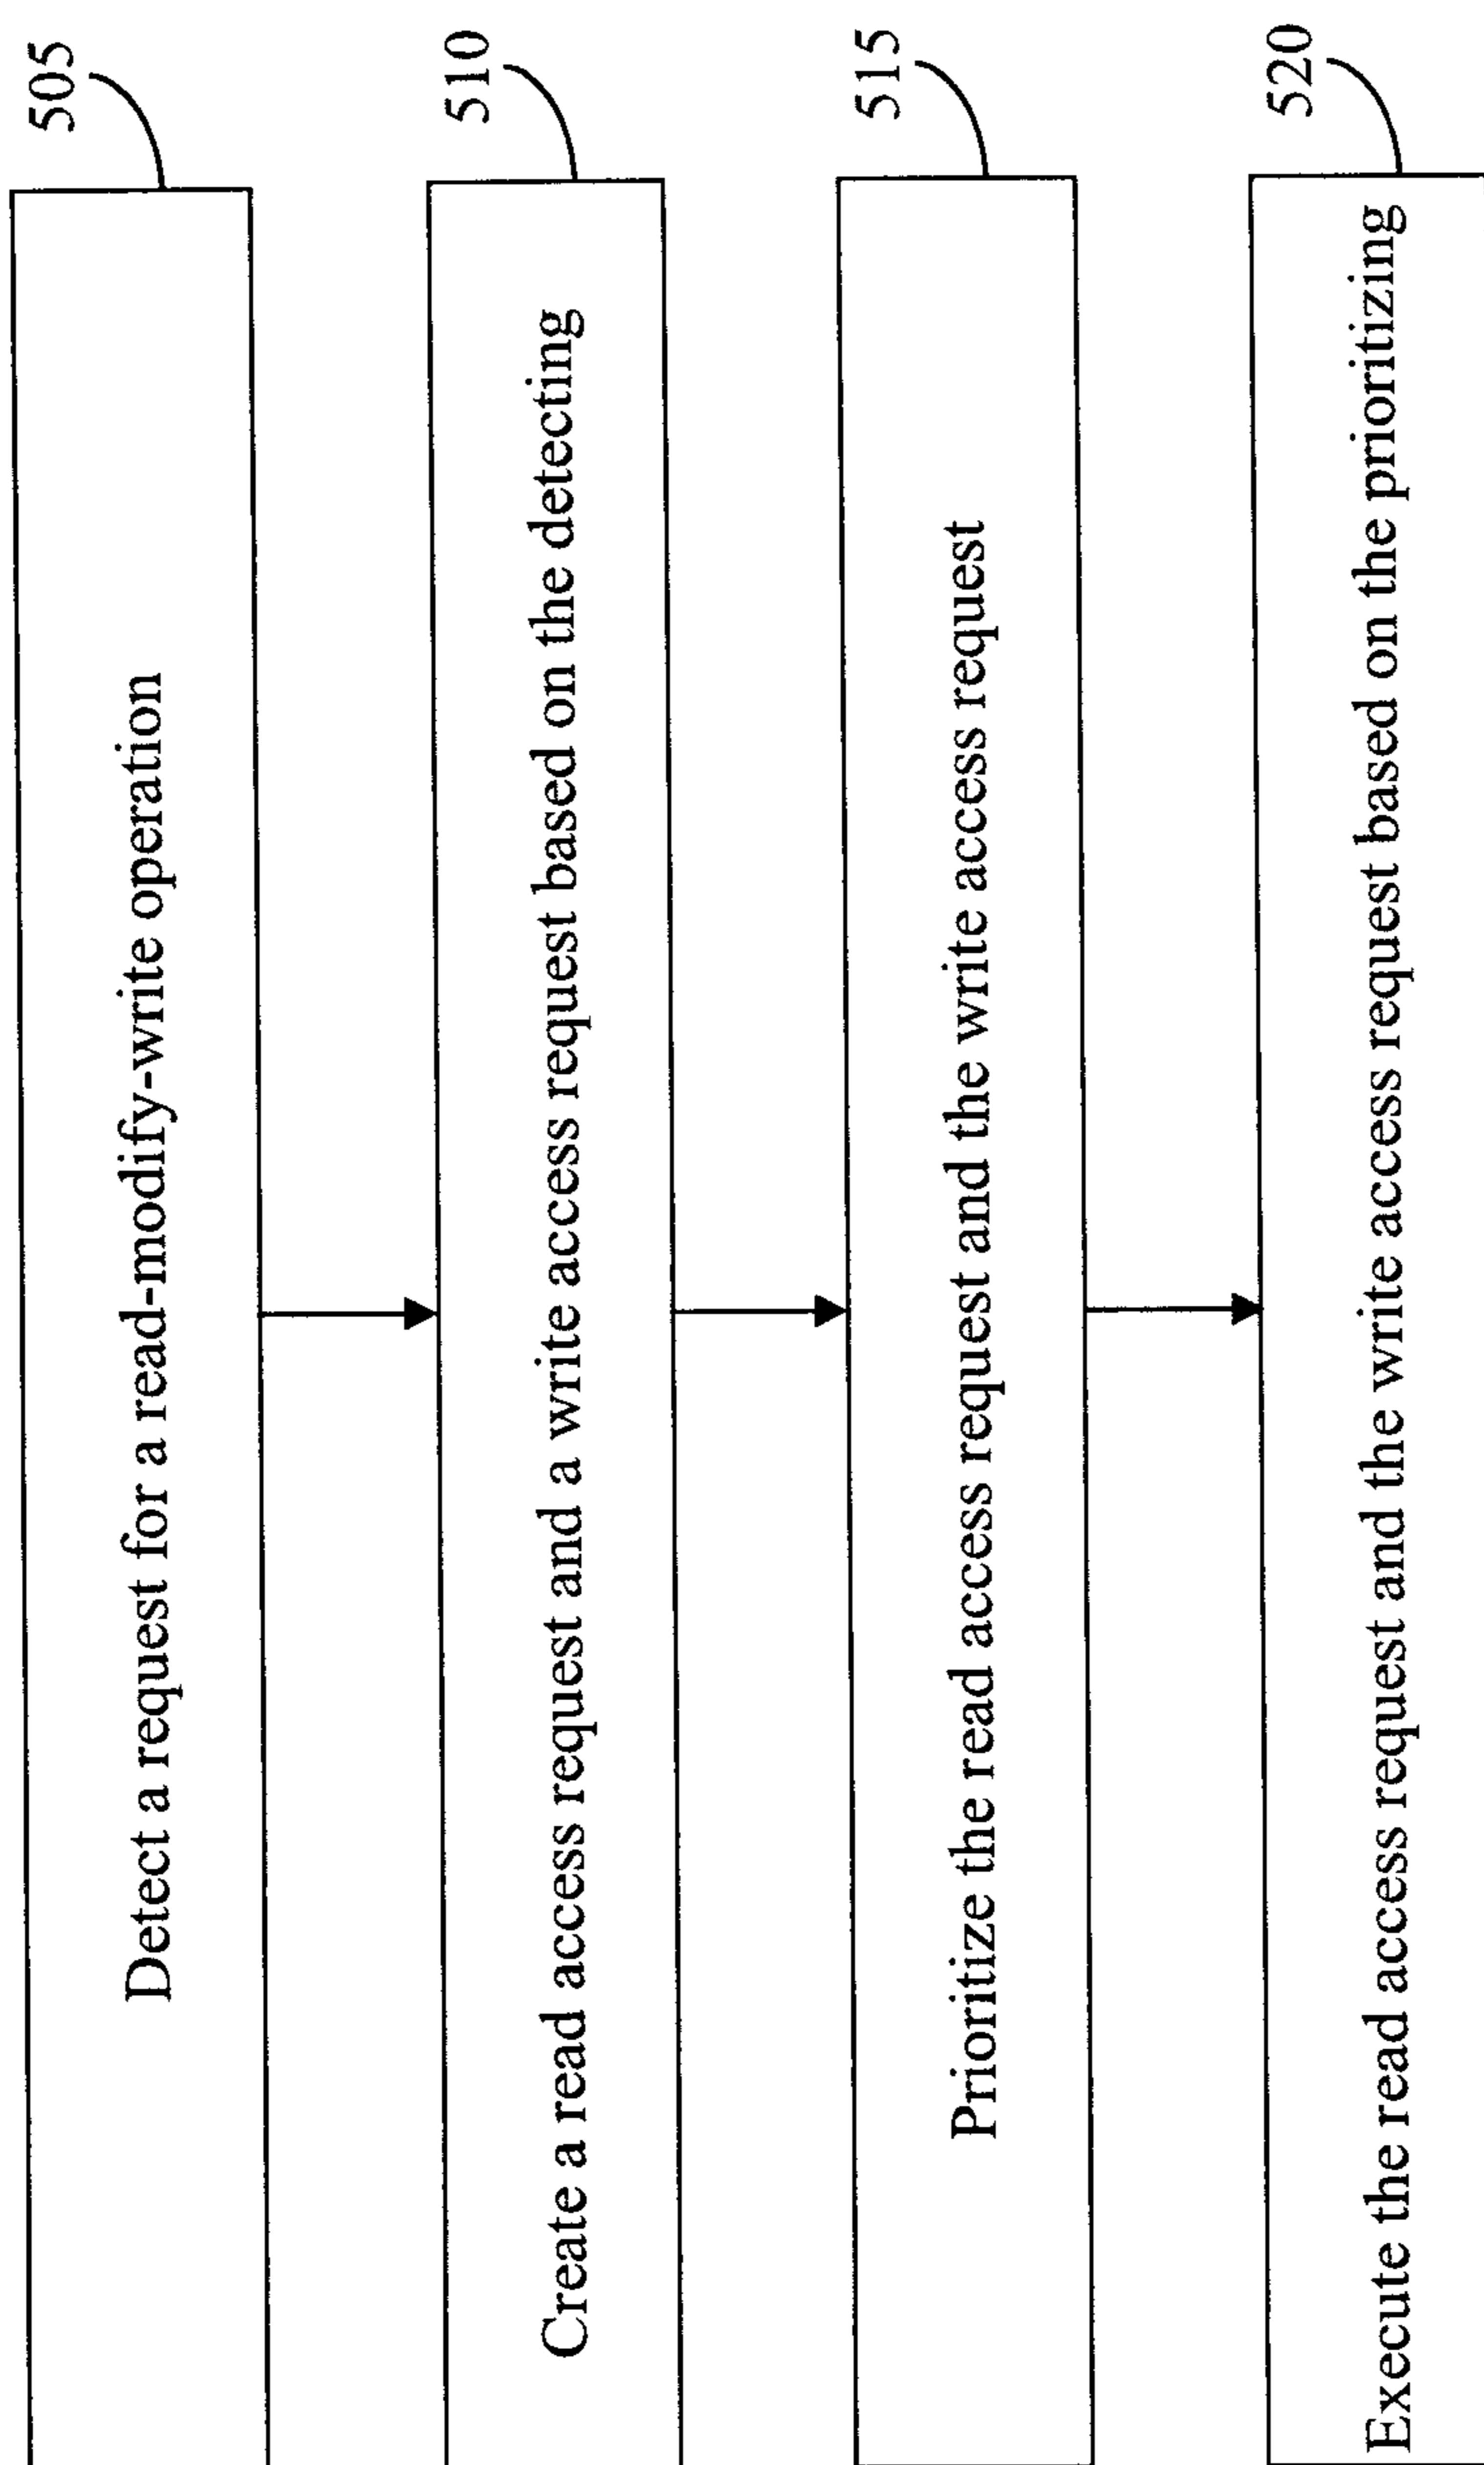 505
Detect a request for a read-modify-write operation
510
Create a read access request and a write access request based on the detecting
515
Prioritize the read access request and the write access request
520
Execute the read access request and the write access request based on the prioritizing